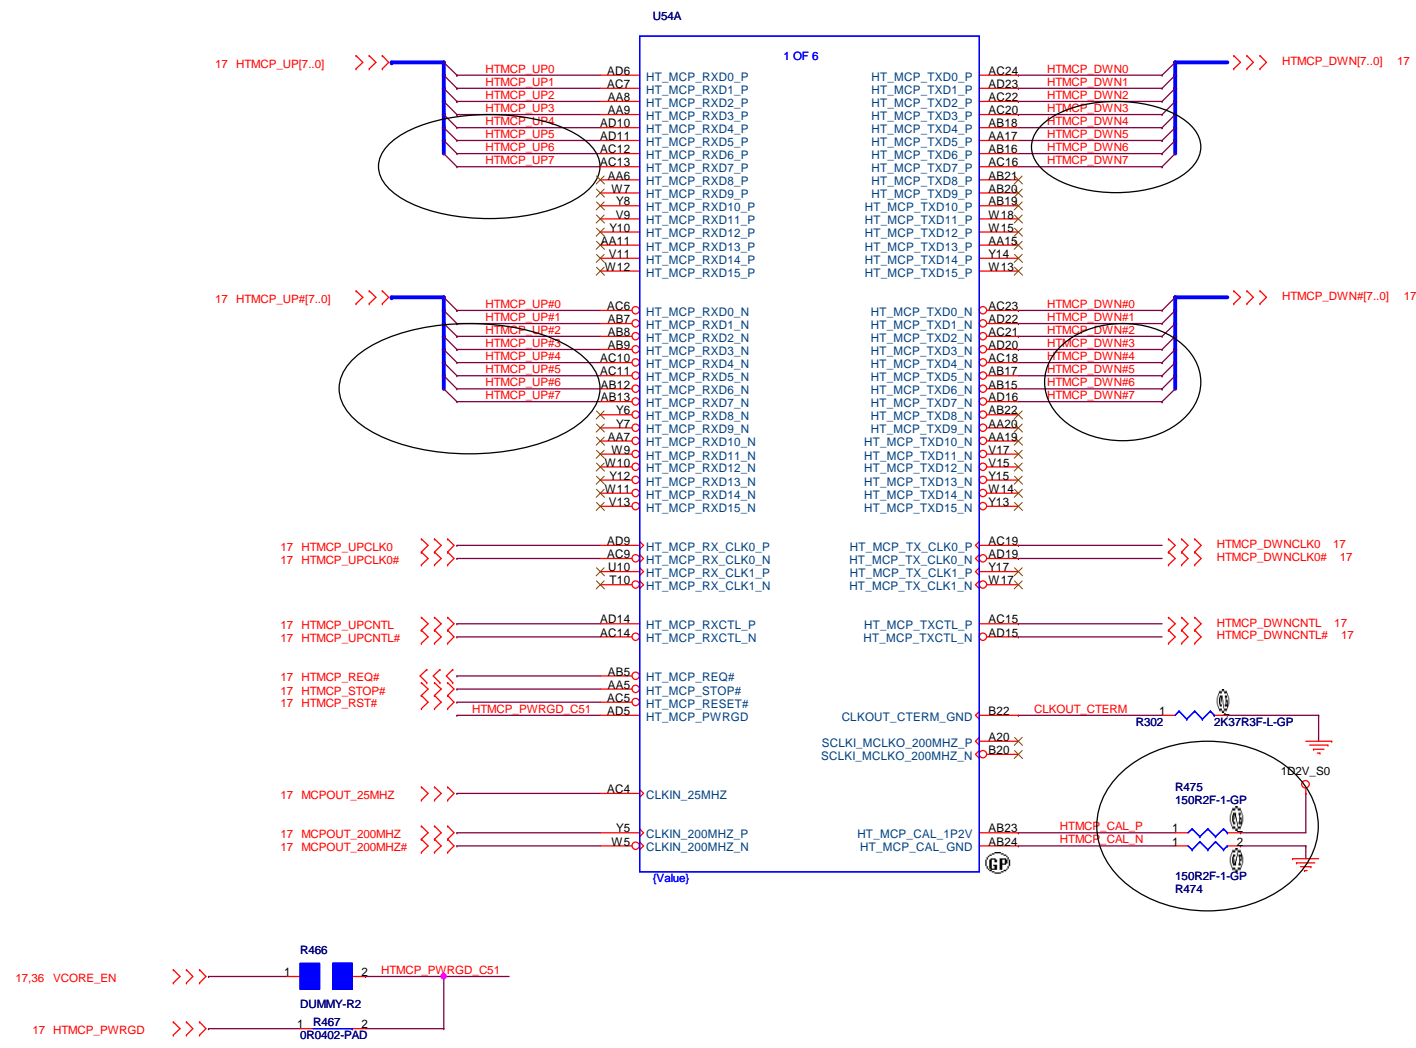 U54A
1 OF 6
17 HTMCP_UP[7..0]
HTMCP_UP0 AD6 HT_MCP_RXD0_P
HTMCP_UP1 AC7 HT_MCP_RXD1_P
HTMCP_UP2 AA8 HT_MCP_RXD2_P
HTMCP_UP3 AA9 HT_MCP_RXD3_P
HTMCP_UP4 AD10 HT_MCP_RXD4_P
HTMCP_UP5 AD11 HT_MCP_RXD5_P
HTMCP_UP6 AC12 HT_MCP_RXD6_P
HTMCP_UP7 AC13 HT_MCP_RXD7_P
AA6 HT_MCP_RXD8_P
W7 HT_MCP_RXD9_P
Y8 HT_MCP_RXD10_P
V9 HT_MCP_RXD11_P
Y10 HT_MCP_RXD12_P
AA11 HT_MCP_RXD13_P
V11 HT_MCP_RXD14_P
W12 HT_MCP_RXD15_P
17 HTMCP_UP#[7..0]
HTMCP_UP#0 AC6 HT_MCP_RXD0_N
HTMCP_UP#1 AB7 HT_MCP_RXD1_N
HTMCP_UP#2 AB8 HT_MCP_RXD2_N
HTMCP_UP#3 AB9 HT_MCP_RXD3_N
HTMCP_UP#4 AC10 HT_MCP_RXD4_N
HTMCP_UP#5 AC11 HT_MCP_RXD5_N
HTMCP_UP#6 AB12 HT_MCP_RXD6_N
HTMCP_UP#7 AB13 HT_MCP_RXD7_N
Y6 HT_MCP_RXD8_N
Y7 HT_MCP_RXD9_N
AA7 HT_MCP_RXD10_N
W9 HT_MCP_RXD11_N
W10 HT_MCP_RXD12_N
Y12 HT_MCP_RXD13_N
W11 HT_MCP_RXD14_N
V13 HT_MCP_RXD15_N
17 HTMCP_UPCLK0 AD9 HT_MCP_RX_CLK0_P
17 HTMCP_UPCLK0# AC9 HT_MCP_RX_CLK0_N
U10 HT_MCP_RX_CLK1_P
T10 HT_MCP_RX_CLK1_N
17 HTMCP_UPCNTL AD14 HT_MCP_RXCTL_P
17 HTMCP_UPCNTL# AC14 HT_MCP_RXCTL_N
17 HTMCP_REQ# AB5 HT_MCP_REQ#
17 HTMCP_STOP# AA5 HT_MCP_STOP#
17 HTMCP_RST# AC5 HT_MCP_RESET#
HTMCP_PWRGD_C51 AD5 HT_MCP_PWRGD
17 MCPOUT_25MHZ AC4 CLKIN_25MHZ
17 MCPOUT_200MHZ Y5 CLKIN_200MHZ_P
17 MCPOUT_200MHZ# W5 CLKIN_200MHZ_N
{Value}
HTMCP_DWN[7..0] 17
HT_MCP_TXD0_P AC24 HTMCP_DWN0
HT_MCP_TXD1_P AD23 HTMCP_DWN1
HT_MCP_TXD2_P AC22 HTMCP_DWN2
HT_MCP_TXD3_P AC20 HTMCP_DWN3
HT_MCP_TXD4_P AB18 HTMCP_DWN4
HT_MCP_TXD5_P AA17 HTMCP_DWN5
HT_MCP_TXD6_P AB16 HTMCP_DWN6
HT_MCP_TXD7_P AC16 HTMCP_DWN7
HT_MCP_TXD8_P AB21
HT_MCP_TXD9_P AB20
HT_MCP_TXD10_P AB19
HT_MCP_TXD11_P W18
HT_MCP_TXD12_P W15
HT_MCP_TXD13_P AA15
HT_MCP_TXD14_P Y14
HT_MCP_TXD15_P W13
HTMCP_DWN#[7..0] 17
HT_MCP_TXD0_N AC23 HTMCP_DWN#0
HT_MCP_TXD1_N AD22 HTMCP_DWN#1
HT_MCP_TXD2_N AC21 HTMCP_DWN#2
HT_MCP_TXD3_N AD20 HTMCP_DWN#3
HT_MCP_TXD4_N AC18 HTMCP_DWN#4
HT_MCP_TXD5_N AB17 HTMCP_DWN#5
HT_MCP_TXD6_N AB15 HTMCP_DWN#6
HT_MCP_TXD7_N AD16 HTMCP_DWN#7
HT_MCP_TXD8_N AB22
HT_MCP_TXD9_N AA20
HT_MCP_TXD10_N AA19
HT_MCP_TXD11_N V17
HT_MCP_TXD12_N V15
HT_MCP_TXD13_N Y15
HT_MCP_TXD14_N W14
HT_MCP_TXD15_N Y13
HT_MCP_TX_CLK0_P AC19 HTMCP_DWNCLK0 17
HT_MCP_TX_CLK0_N AD19 HTMCP_DWNCLK0# 17
HT_MCP_TX_CLK1_P Y17
HT_MCP_TX_CLK1_N W17
HT_MCP_TXCTL_P AC15 HTMCP_DWNCNTL 17
HT_MCP_TXCTL_N AD15 HTMCP_DWNCNTL# 17
CLKOUT_CTERM_GND B22 CLKOUT_CTERM 1
R302 2K37R3F-L-GP
SCLKI_MCLKO_200MHZ_P A20
SCLKI_MCLKO_200MHZ_N B20
1D2V_S0
R475
150R2F-1-GP
HT_MCP_CAL_1P2V AB23 HTMCP_CAL_P 1
HT_MCP_CAL_GND AB24 HTMCP_CAL_N 1 2
GP
150R2F-1-GP
R474
R466
17,36 VCORE_EN 1 2 HTMCP_PWRGD_C51
DUMMY-R2
17 HTMCP_PWRGD 1 R467 2
0R0402-PAD